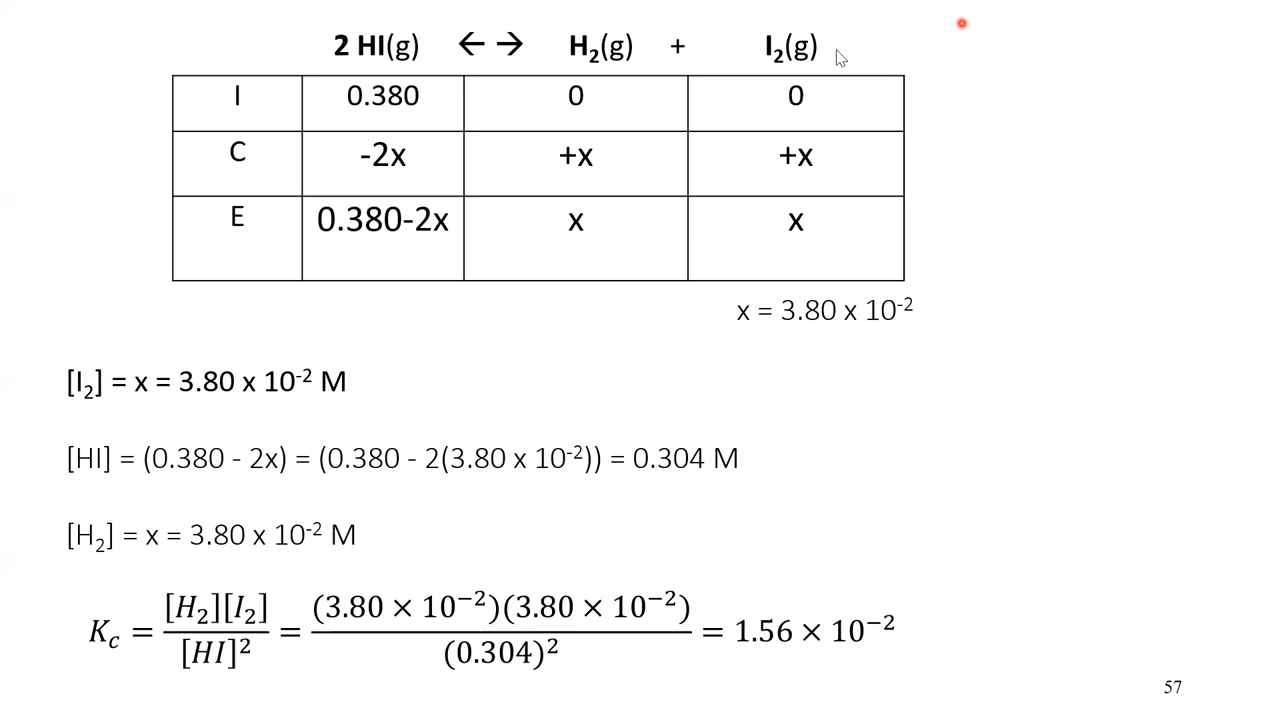 2 HI(g) ← → H₂(g) + I₂(g)
I 0.380 0 0
C -2x +x +x
E 0.380-2x x x
x = 3.80 x 10⁻²
[I₂] = x = 3.80 x 10⁻² M
[HI] = (0.380 - 2x) = (0.380 - 2(3.80 x 10⁻²)) = 0.304 M
[H₂] = x = 3.80 x 10⁻² M
K_c = [H₂][I₂] / [HI]² = (3.80 × 10⁻²)(3.80 × 10⁻²) / (0.304)² = 1.56 × 10⁻²
57